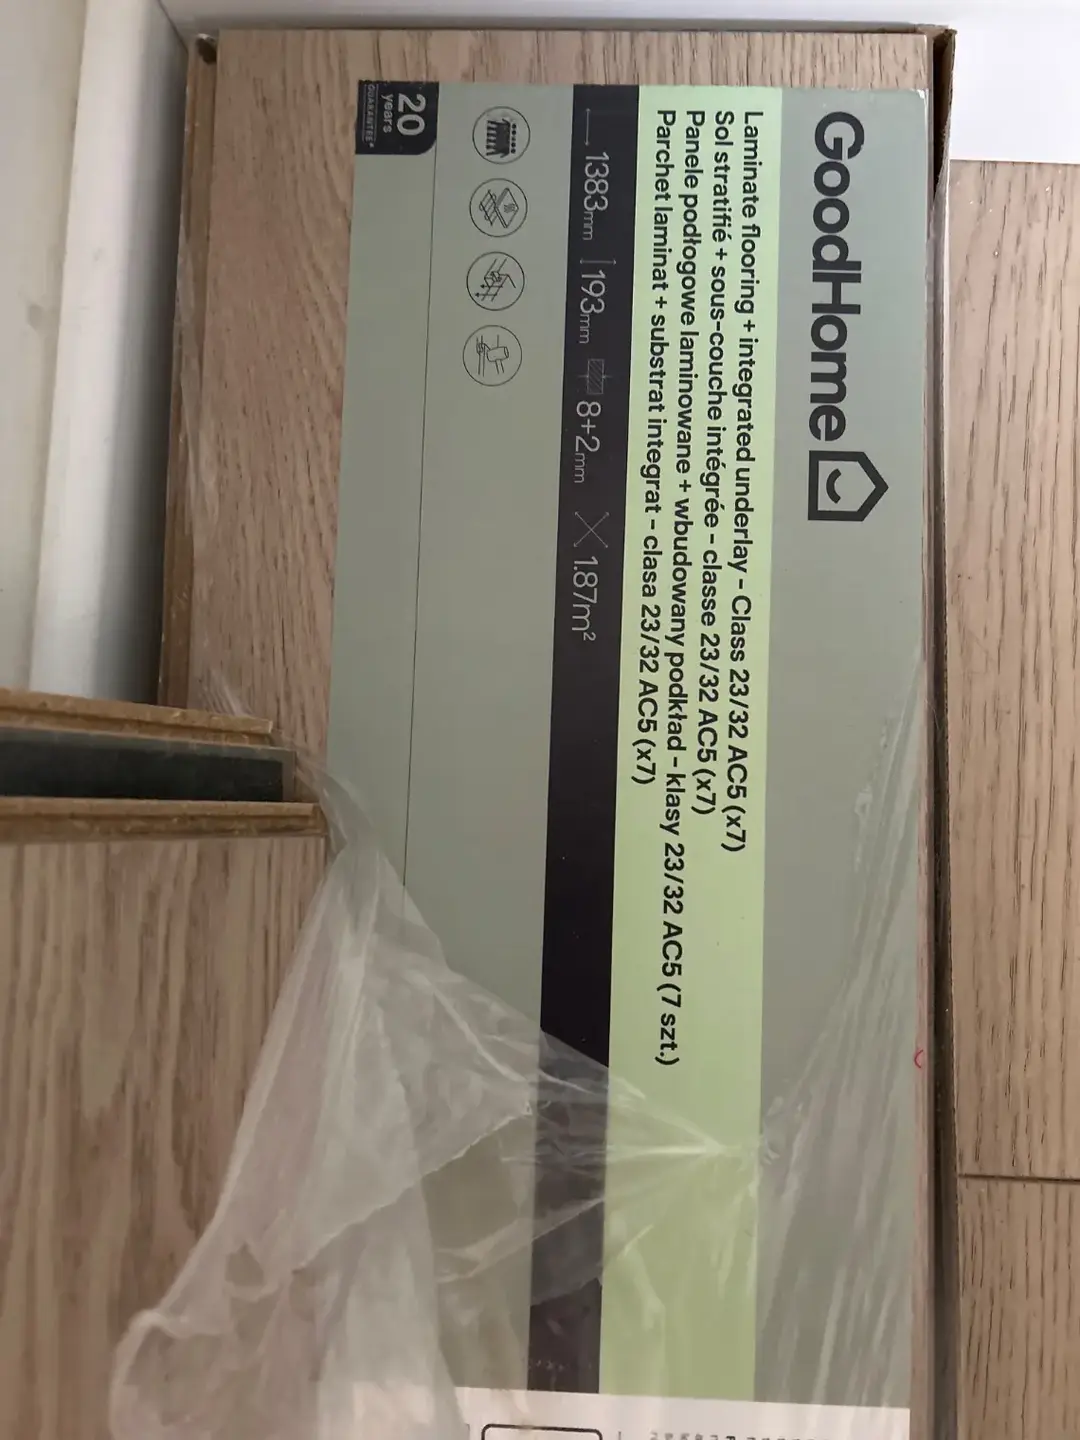 GoodHome
Laminate flooring + integrated underlay - Class 23/32 AC5 (x7)
Sol stratifié + sous-couche intégrée - classe 23/32 AC5 (x7)
Panele podłogowe laminowane + wbudowany podkład - klasy 23/32 AC5 (7 szt.)
Parchet laminat + substrat integrat - clasa 23/32 AC5 (x7)
1383mm 193mm 8+2mm 1.87m²
20
years
GUARANTEE*